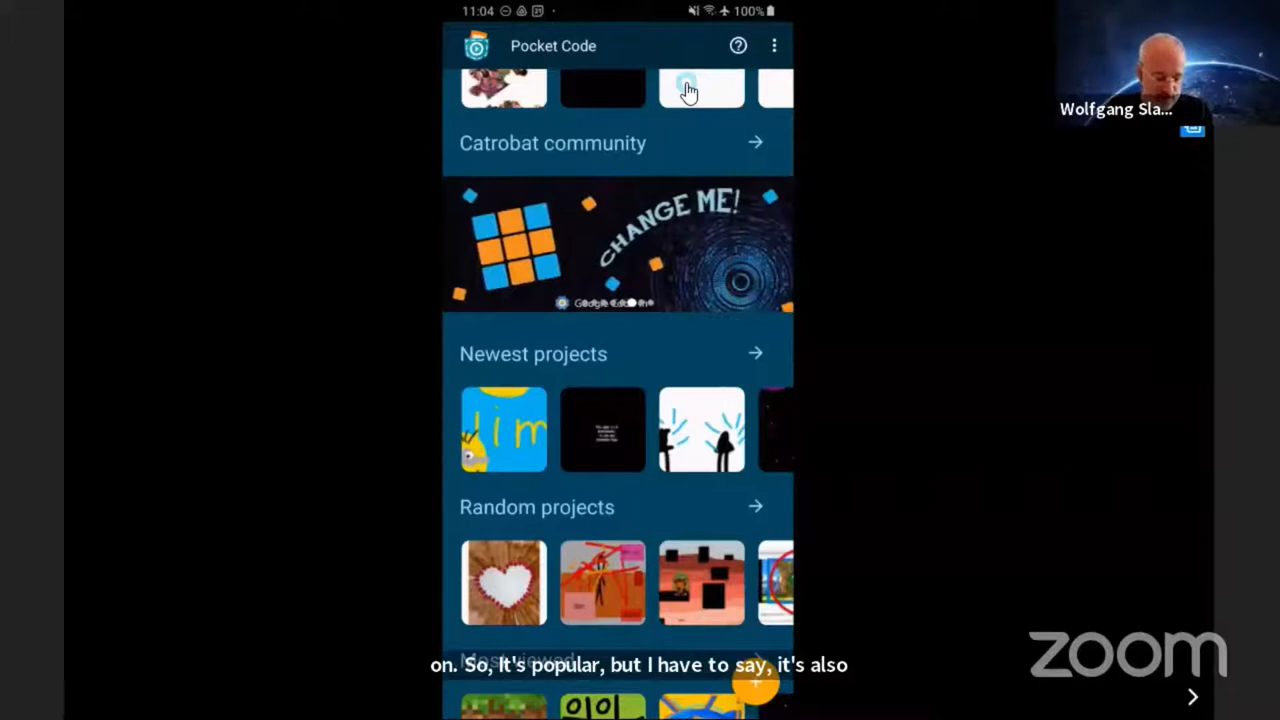 11:04
100%
Pocket Code
Wolfgang Sla...
Catrobat community
CHANGE ME!
Newest projects
Jim
Random projects
on. So, It's popular, but I have to say, it's also
zoom